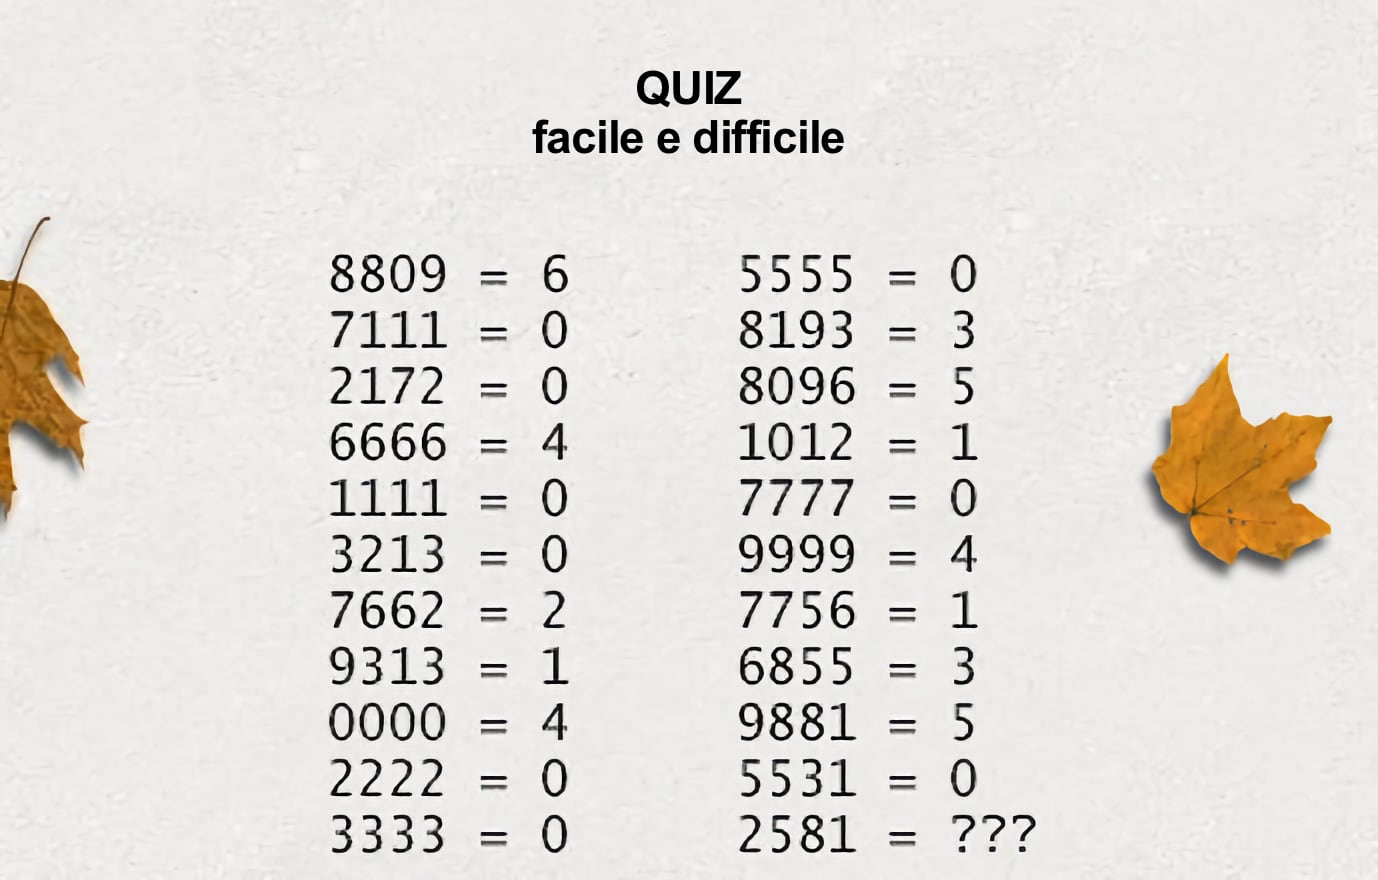 QUIZ
facile e difficile
8809 = 6 5555 = 0
7111 = 0 8193 = 3
2172 = 0 8096 = 5
6666 = 4 1012 = 1
1111 = 0 7777 = 0
3213 = 0 9999 = 4
7662 = 2 7756 = 1
9313 = 1 6855 = 3
0000 = 4 9881 = 5
2222 = 0 5531 = 0
3333 = 0 2581 = ???